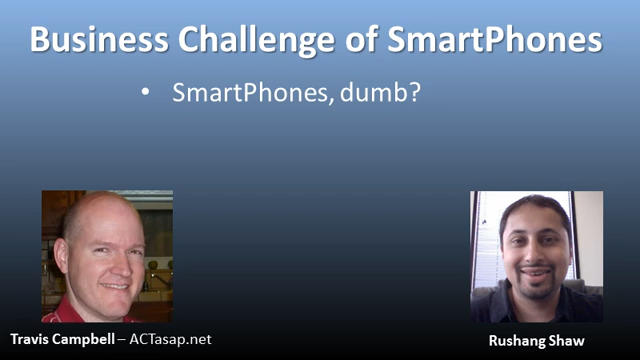 Business Challenge of SmartPhones
• SmartPhones, dumb?
Travis Campbell – ACTasap.net
Rushang Shaw